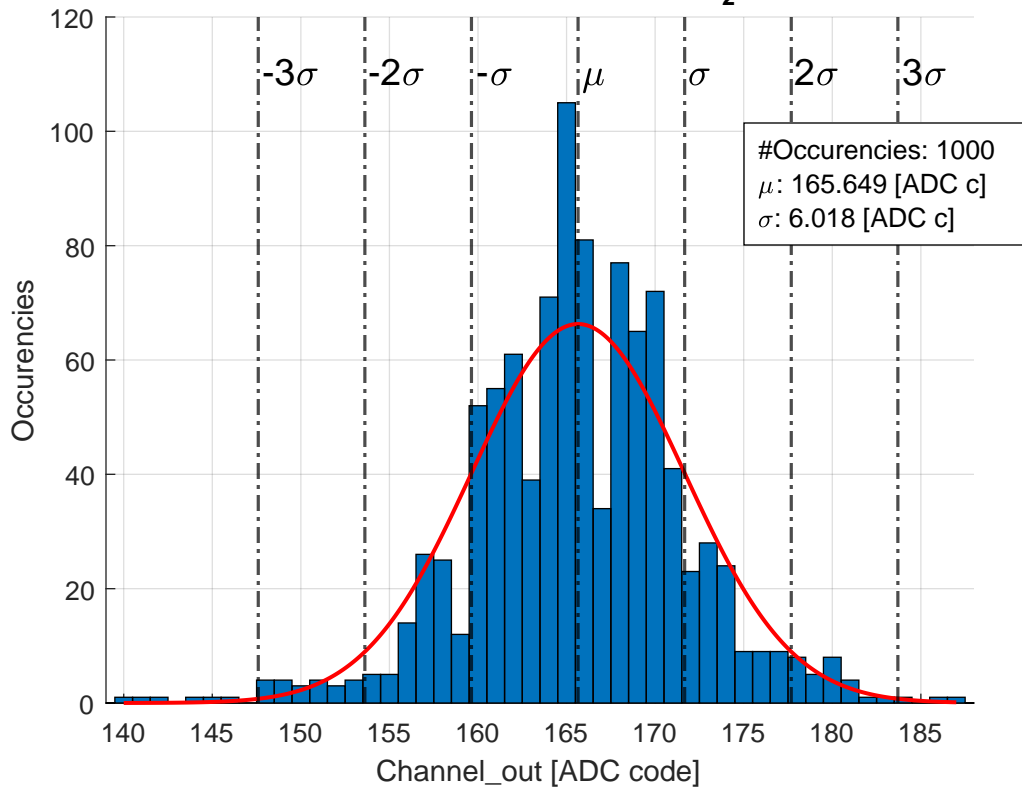 2
120
100
80
60
40
20
0
-3σ
-2σ
-σ
μ
σ
2σ
3σ
#Occurencies: 1000
μ: 165.649 [ADC c]
σ: 6.018 [ADC c]
Occurencies
140 145 150 155 160 165 170 175 180 185
Channel_out [ADC code]